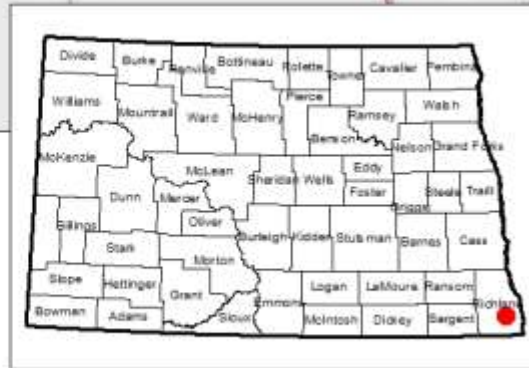 Divide Burke Renville Bottineau Rolette Towner Cavalier Pembina
Williams Mountrail Ward McHenry Pierce Ramsey Walsh
Benson Nelson Grand Forks
McKenzie McLean Sheridan Wells Eddy
Foster Griggs Steele Traill
Dunn Mercer
Oliver
Billings Burleigh Kidder Stutsman Barnes Cass
Stark Morton
Slope Hettinger Grant Logan LaMoure Ransom Richland
Emmons
Bowman Adams Sioux McIntosh Dickey Sargent